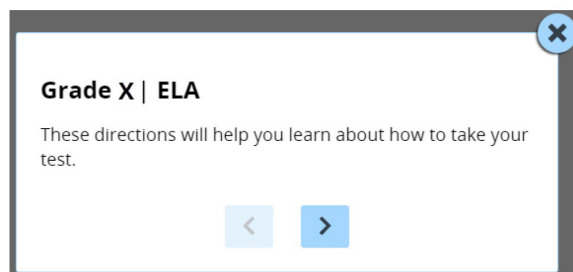 Grade X | ELA
These directions will help you learn about how to take your
test.